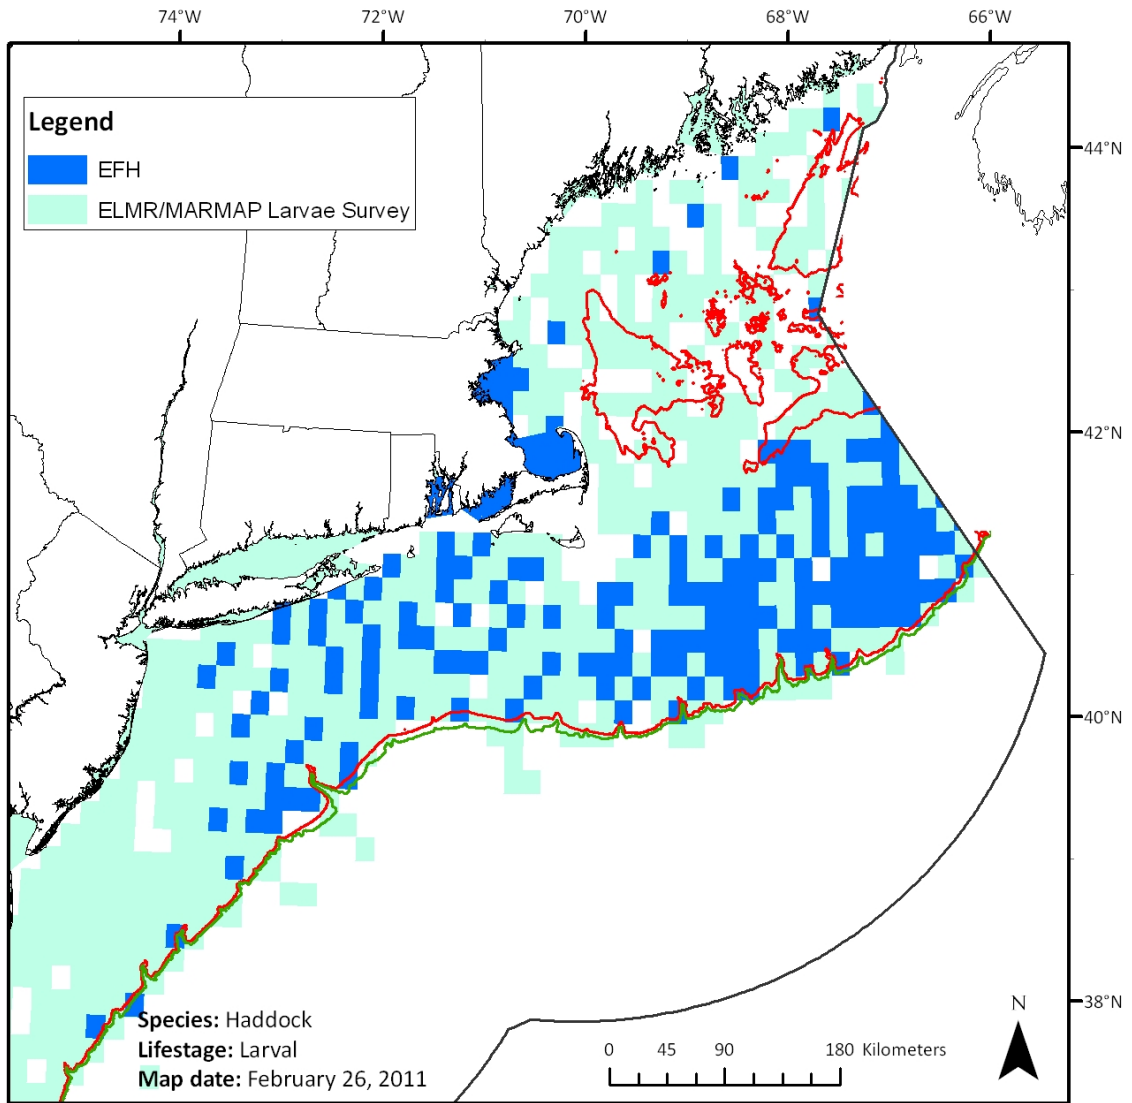 74°W 72°W 70°W 68°W 66°W
Legend
EFH
ELMR/MARMAP Larvae Survey
44°N
42°N
40°N
38°N
Species: Haddock
Lifestage: Larval
Map date: February 26, 2011
0 45 90 180 Kilometers
N